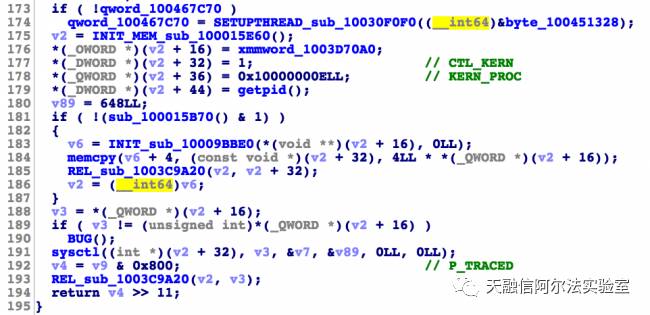 173 if ( !qword_100467C70 )
174 qword_100467C70 = SETUPTHREAD_sub_10030F0F0((__int64)&byte_100451328);
175 v2 = INIT_MEM_sub_100015E60();
176 *(_OWORD *)(v2 + 16) = xmmword_1003D70A0;
177 *(_DWORD *)(v2 + 32) = 1; // CTL_KERN
178 *(_QWORD *)(v2 + 36) = 0x10000000ELL; // KERN_PROC
179 *(_DWORD *)(v2 + 44) = getpid();
180 v89 = 648LL;
181 if ( !(sub_100015B70() & 1) )
182 {
183 v6 = INIT_sub_10009BBE0(*(void **)(v2 + 16), 0LL);
184 memcpy(v6 + 4, (const void *)(v2 + 32), 4LL * *(_QWORD *)(v2 + 16));
185 REL_sub_1003C9A20(v2, v2 + 32);
186 v2 = (__int64)v6;
187 }
188 v3 = *(_QWORD *)(v2 + 16);
189 if ( v3 != (unsigned int)*(_QWORD *)(v2 + 16) )
190 BUG();
191 sysctl((int *)(v2 + 32), v3, &v7, &v89, 0LL, 0LL);
192 v4 = v9 & 0x800; // P_TRACED
193 REL_sub_1003C9A20(v2, v3);
194 return v4 >> 11;
195 }
天融信阿尔法实验室